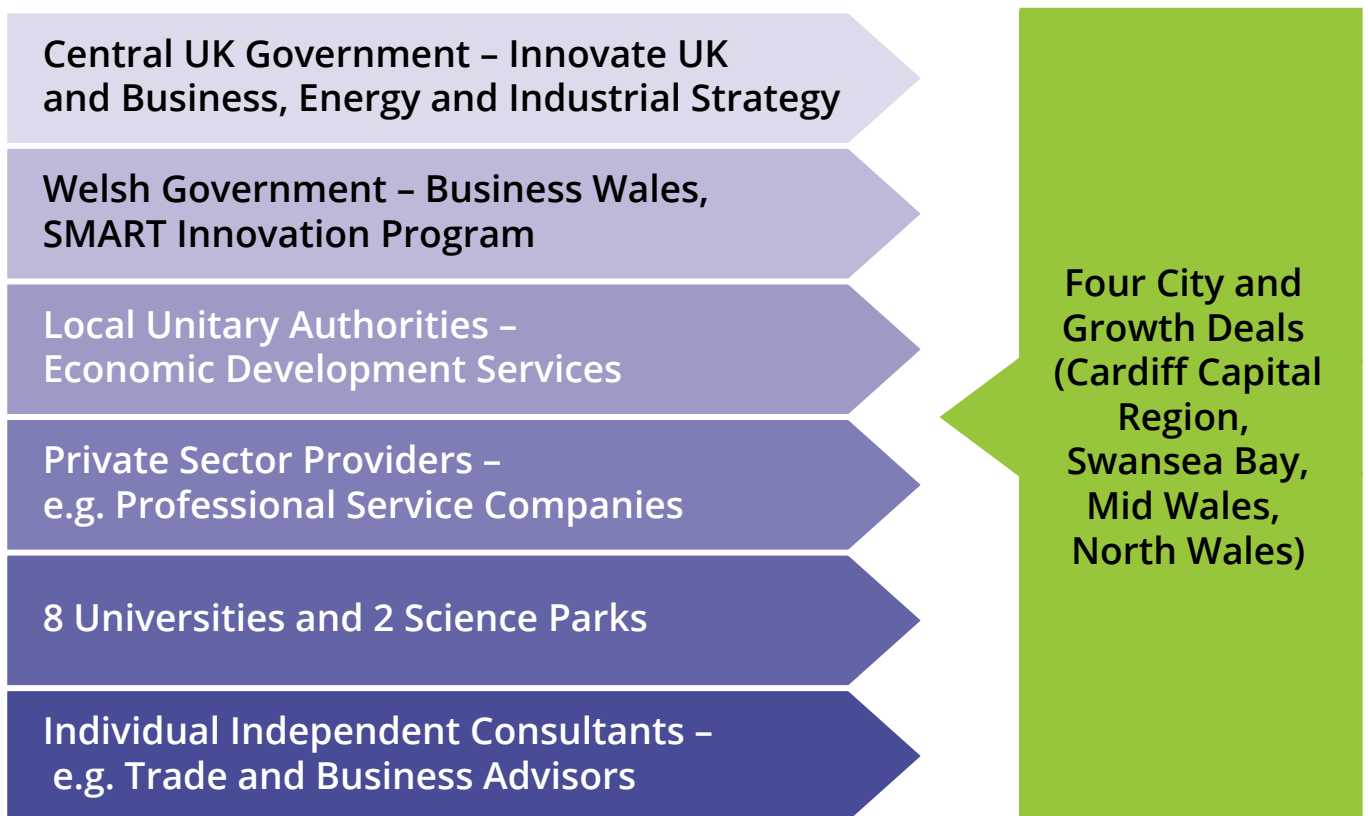 Central UK Government – Innovate UK
and Business, Energy and Industrial Strategy
Welsh Government – Business Wales,
SMART Innovation Program
Local Unitary Authorities –
Economic Development Services
Private Sector Providers –
e.g. Professional Service Companies
8 Universities and 2 Science Parks
Individual Independent Consultants –
e.g. Trade and Business Advisors
Four City and
Growth Deals
(Cardiff Capital
Region,
Swansea Bay,
Mid Wales,
North Wales)